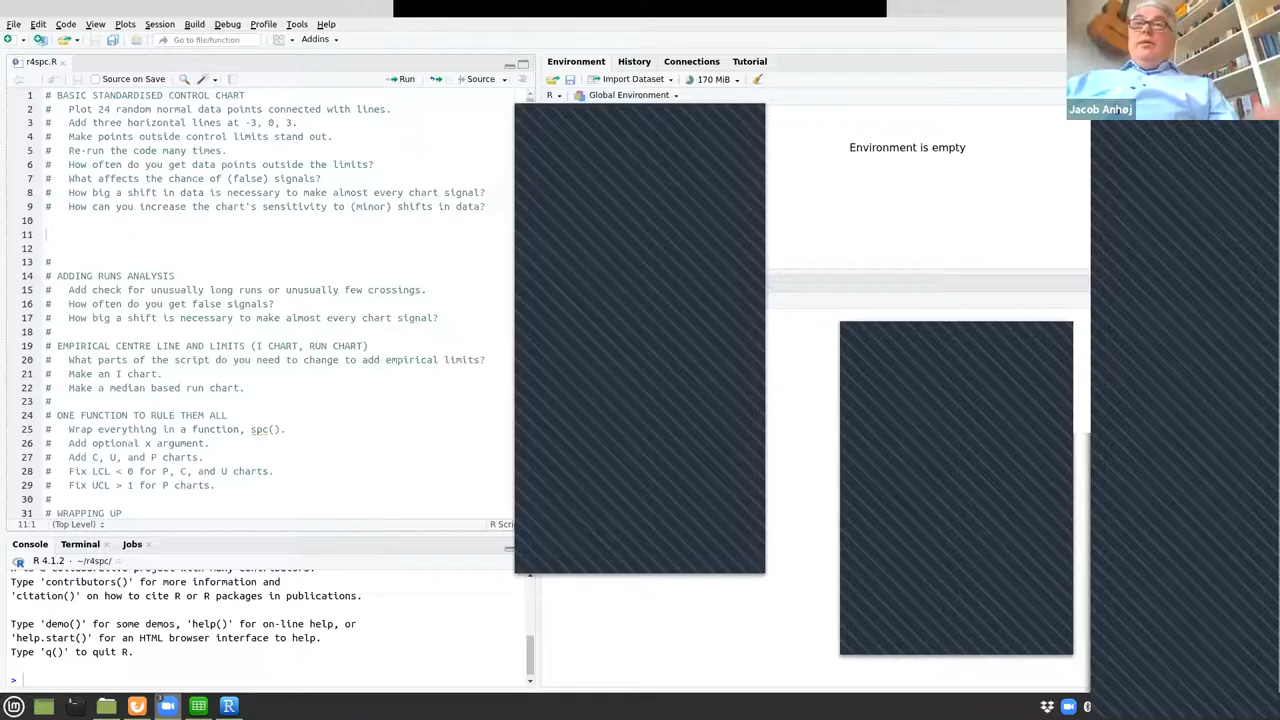 File Edit Code View Plots Session Build Debug Profile Tools Help
Go to file/function Addins
r4spc.R
Source on Save Run Source
1 # BASIC STANDARDISED CONTROL CHART
2 # Plot 24 random normal data points connected with lines.
3 # Add three horizontal lines at -3, 0, 3.
4 # Make points outside control limits stand out.
5 # Re-run the code many times.
6 # How often do you get data points outside the limits?
7 # What affects the chance of (false) signals?
8 # How big a shift in data is necessary to make almost every chart signal?
9 # How can you increase the chart's sensitivity to (minor) shifts in data?
10
11
12
13 #
14 # ADDING RUNS ANALYSIS
15 # Add check for unusually long runs or unusually few crossings.
16 # How often do you get false signals?
17 # How big a shift is necessary to make almost every chart signal?
18 #
19 # EMPIRICAL CENTRE LINE AND LIMITS (I CHART, RUN CHART)
20 # What parts of the script do you need to change to add empirical limits?
21 # Make an I chart.
22 # Make a median based run chart.
23 #
24 # ONE FUNCTION TO RULE THEM ALL
25 # Wrap everything in a function, spc().
26 # Add optional x argument.
27 # Add C, U, and P charts.
28 # Fix LCL < 0 for P, C, and U charts.
29 # Fix UCL > 1 for P charts.
30 #
31 # WRAPPING UP
11:1 (Top Level) R Scri
Console Terminal Jobs
R 4.1.2 · ~/r4spc/
Type 'contributors()' for more information and
'citation()' on how to cite R or R packages in publications.
Type 'demo()' for some demos, 'help()' for on-line help, or
'help.start()' for an HTML browser interface to help.
Type 'q()' to quit R.
>
Environment History Connections Tutorial
Import Dataset 170 MiB
R Global Environment
Environment is empty
Jacob Anhøj
3